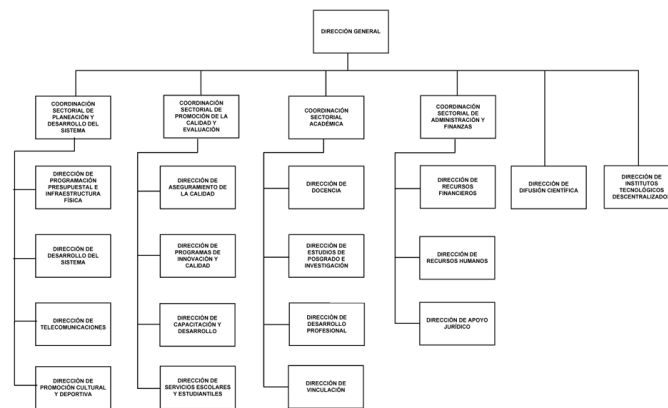 DIRECCIÓN GENERAL
COORDINACIÓN
SECTORIAL DE
PLANEACIÓN Y
DESARROLLO DEL
SISTEMA
COORDINACIÓN
SECTORIAL DE
PROMOCIÓN DE LA
CALIDAD Y
EVALUACIÓN
COORDINACIÓN
SECTORIAL
ACADÉMICA
COORDINACIÓN
SECTORIAL DE
ADMINISTRACIÓN Y
FINANZAS
DIRECCIÓN DE
PROGRAMACIÓN
PRESUPUESTAL E
INFRAESTRUCTURA
FÍSICA
DIRECCIÓN DE
ASEGURAMIENTO DE
LA CALIDAD
DIRECCIÓN DE
DOCENCIA
DIRECCIÓN DE
RECURSOS
FINANCIEROS
DIRECCIÓN DE
DIFUSIÓN CIENTÍFICA
DIRECCIÓN DE
INSTITUTOS
TECNOLÓGICOS
DESCENTRALIZADOS
DIRECCIÓN DE
DESARROLLO DEL
SISTEMA
DIRECCIÓN DE
PROGRAMAS DE
INNOVACIÓN Y
CALIDAD
DIRECCIÓN DE
ESTUDIOS DE
POSGRADO E
INVESTIGACIÓN
DIRECCIÓN DE
RECURSOS HUMANOS
DIRECCIÓN DE
TELECOMUNICACIONES
DIRECCIÓN DE
CAPACITACIÓN Y
DESARROLLO
DIRECCIÓN DE
DESARROLLO
PROFESIONAL
DIRECCIÓN DE APOYO
JURÍDICO
DIRECCIÓN DE
PROMOCIÓN CULTURAL
Y DEPORTIVA
DIRECCIÓN DE
SERVICIOS ESCOLARES
Y ESTUDIANTILES
DIRECCIÓN DE
VINCULACIÓN